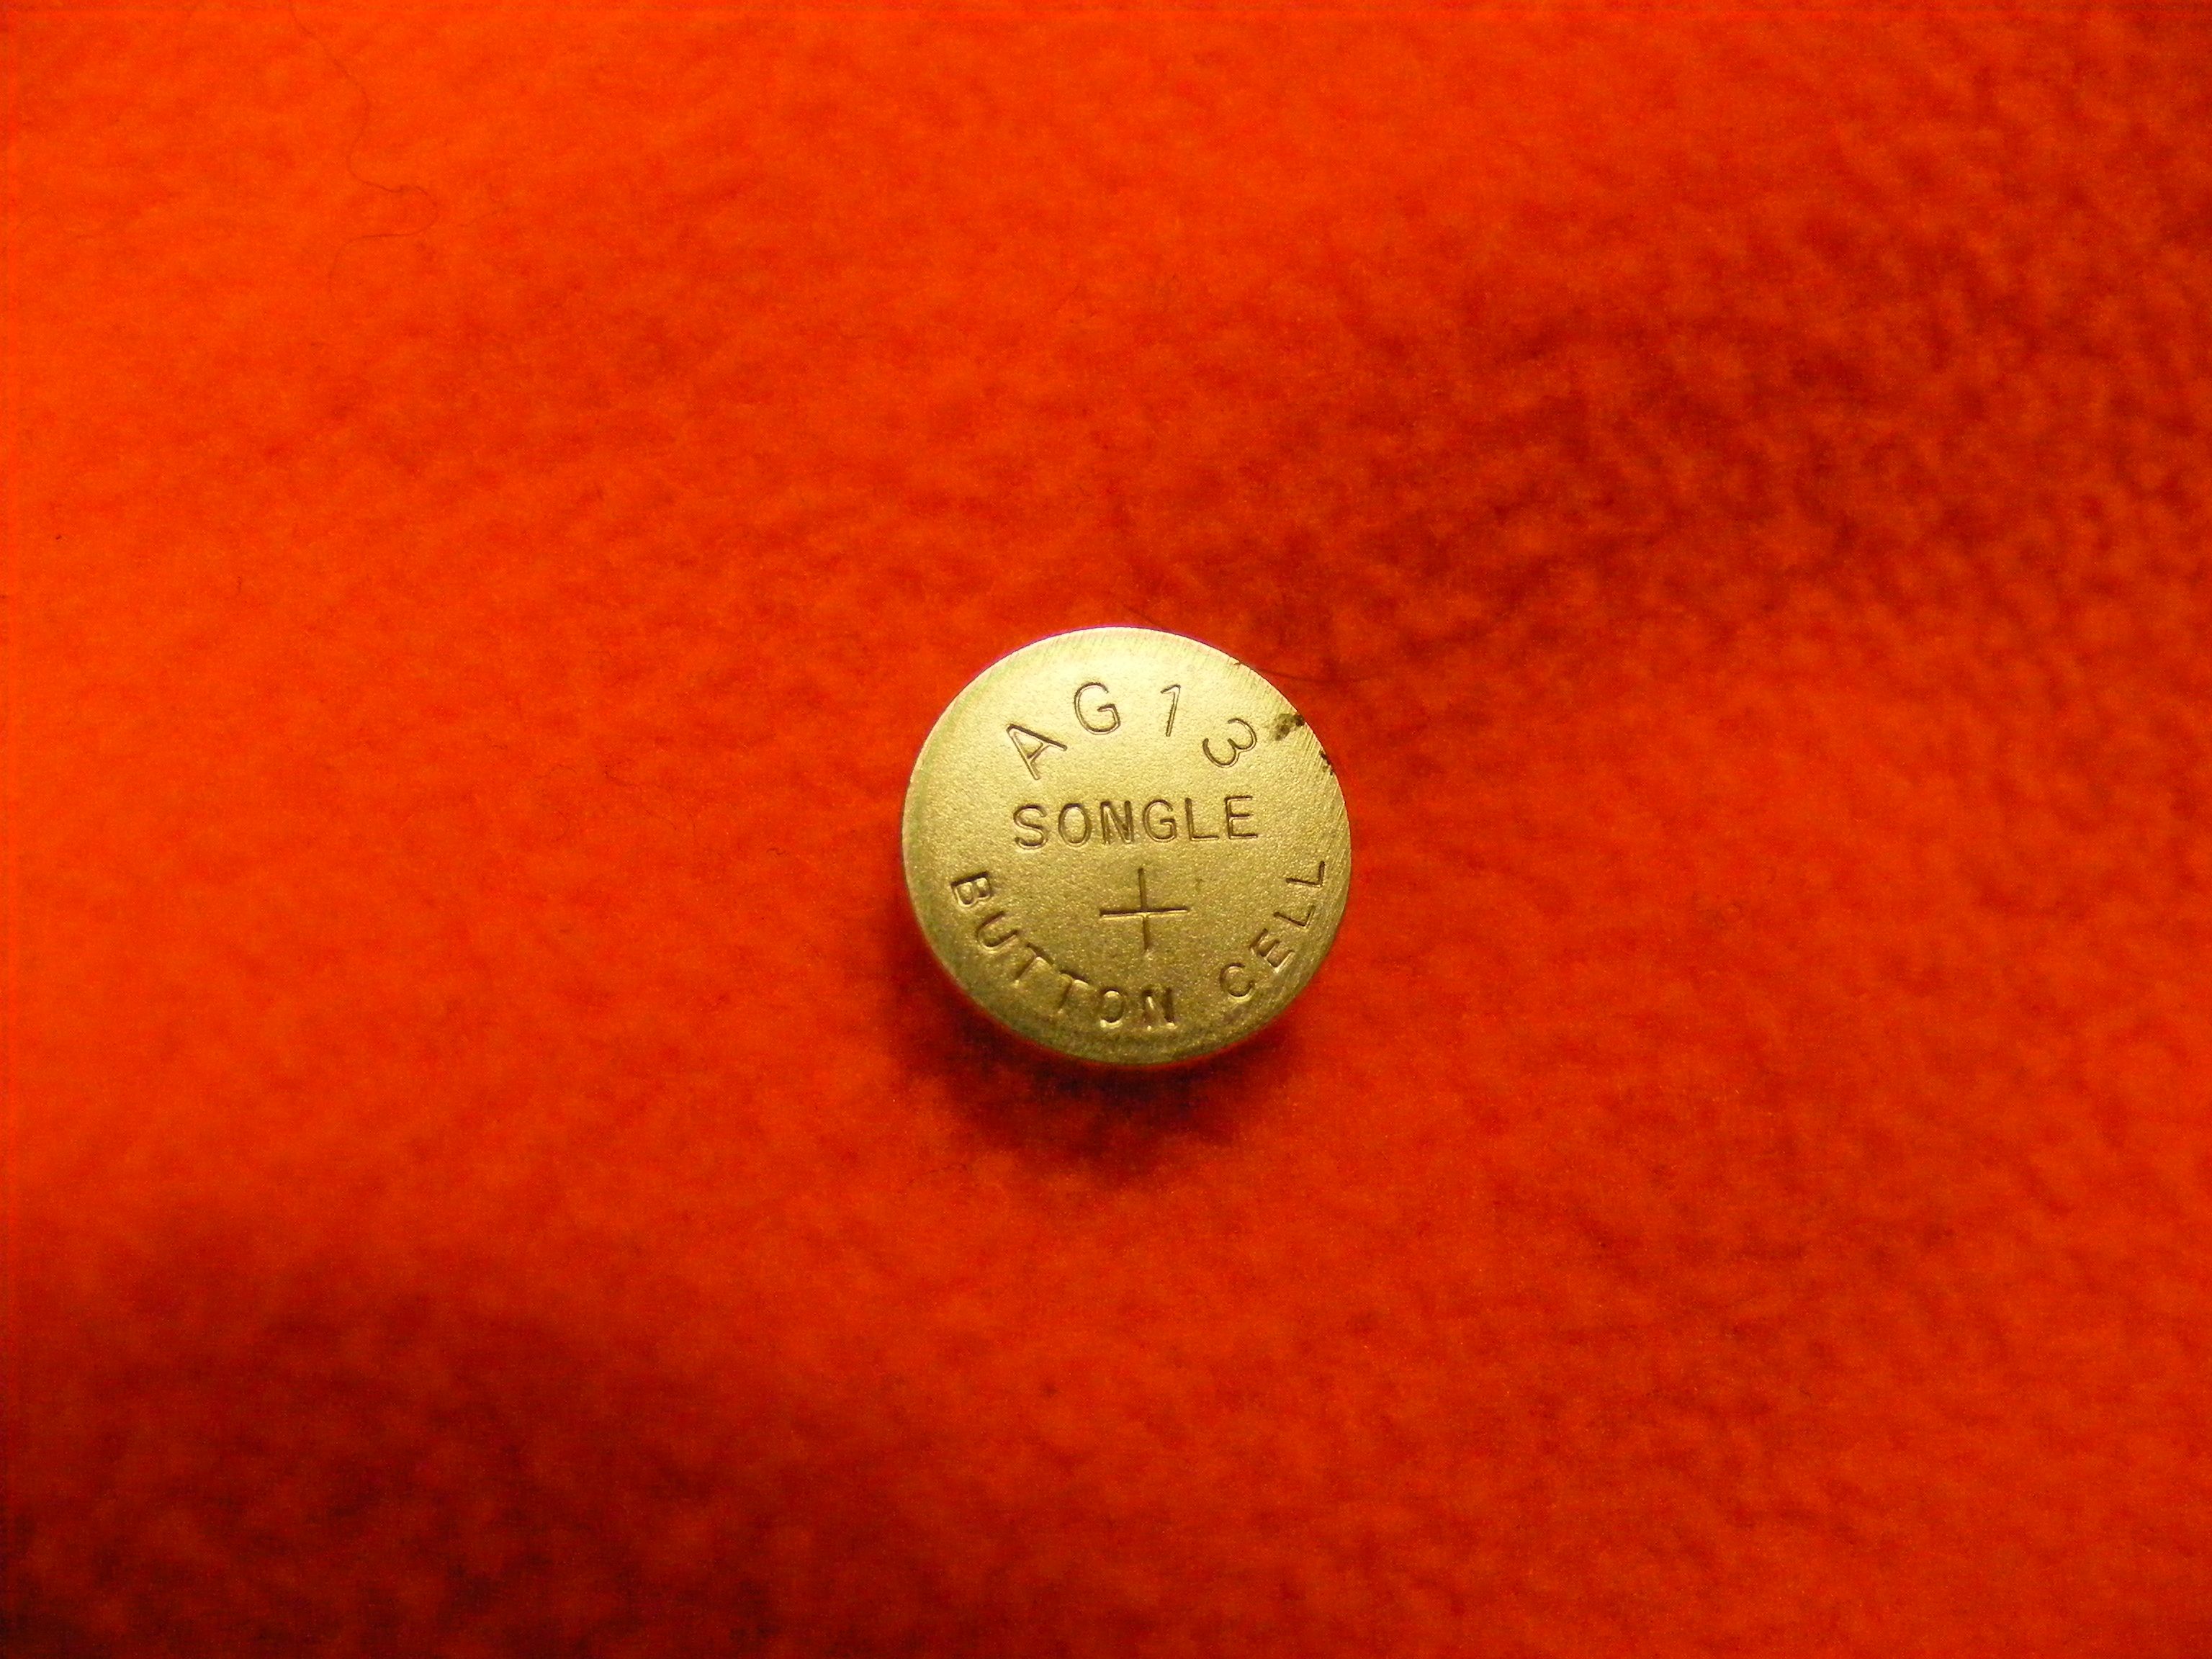 AG13
SONGLE
+
BUTTON CELL